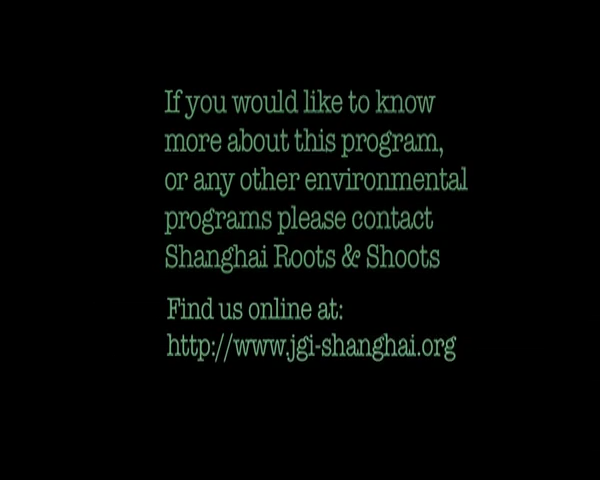 If you would like to know
more about this program,
or any other environmental
programs please contact
Shanghai Roots & Shoots
Find us online at:
http://www.jgi-shanghai.org